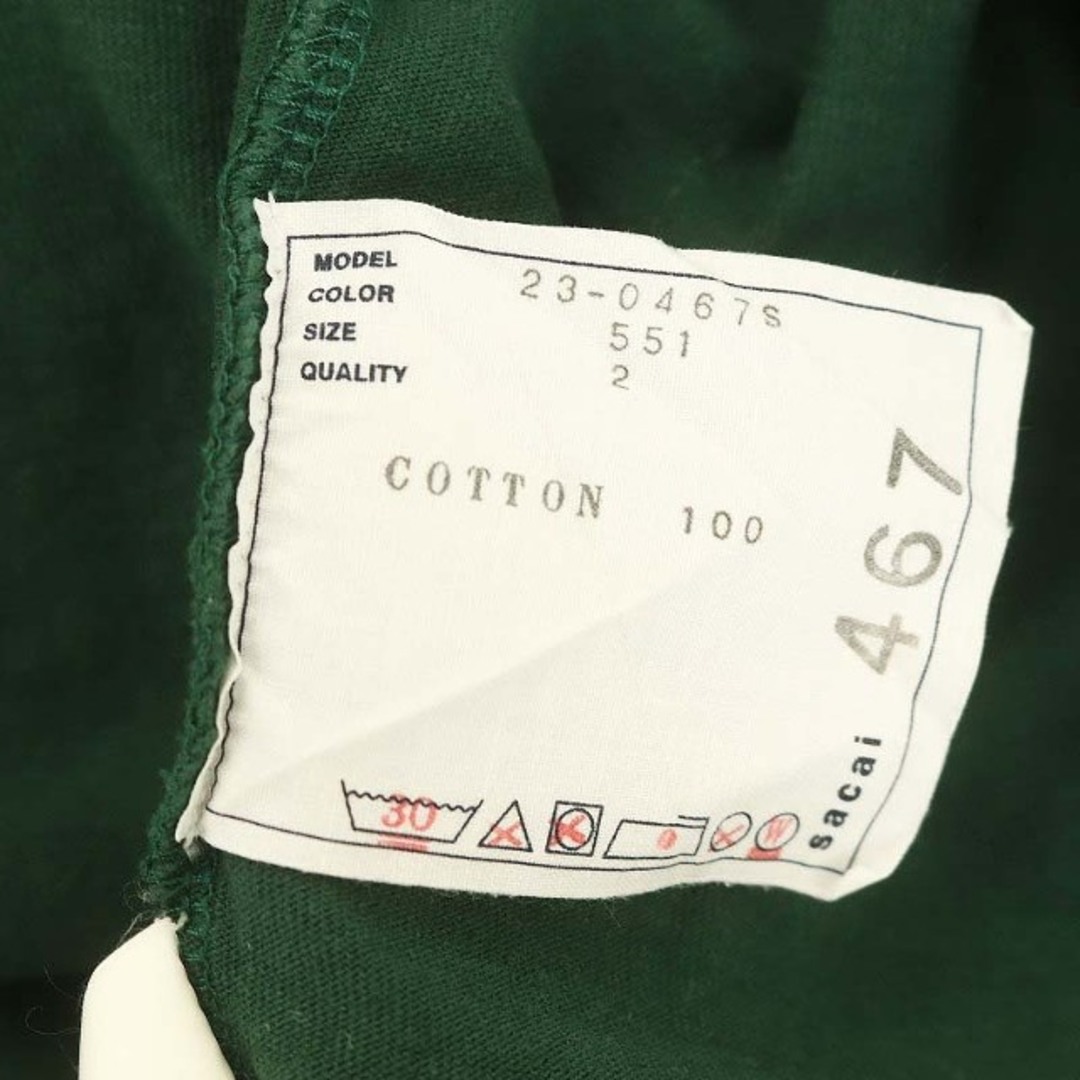 MODEL 23-0467S
COLOR 551
SIZE 2
QUALITY
COTTON 100
467
sacai
30
W